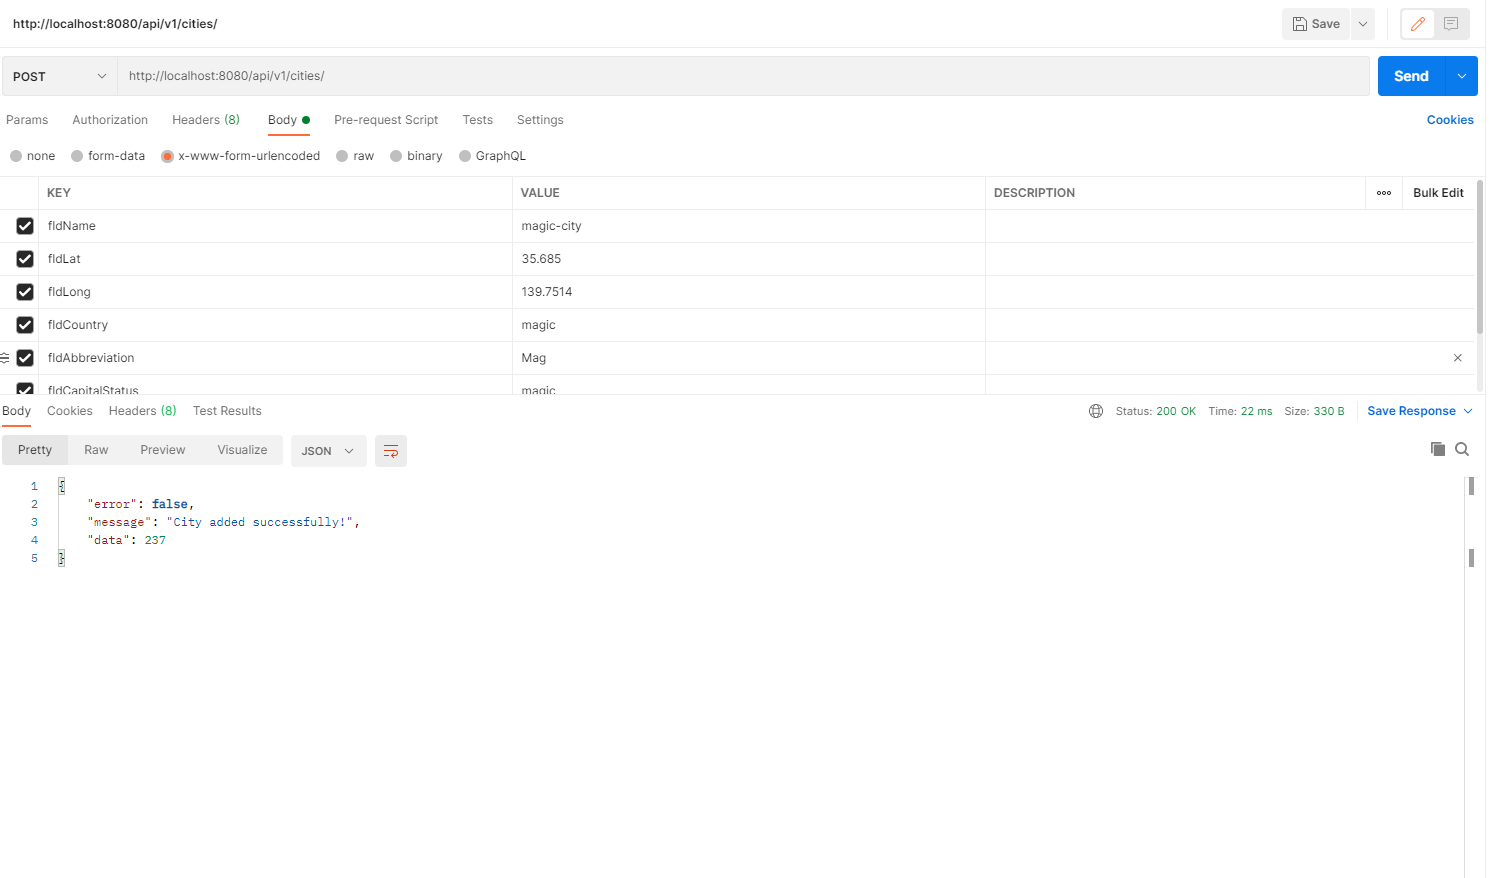 http://localhost:8080/api/v1/cities/
Save
POST
http://localhost:8080/api/v1/cities/
Send
Params Authorization Headers (8) Body Pre-request Script Tests Settings Cookies
none form-data x-www-form-urlencoded raw binary GraphQL
KEY VALUE DESCRIPTION ooo Bulk Edit
fldName magic-city
fldLat 35.685
fldLong 139.7514
fldCountry magic
fldAbbreviation Mag
fldCapitalStatus magic
Body Cookies Headers (8) Test Results Status: 200 OK Time: 22 ms Size: 330 B Save Response
Pretty Raw Preview Visualize JSON
1 {
2 "error": false,
3 "message": "City added successfully!",
4 "data": 237
5 }